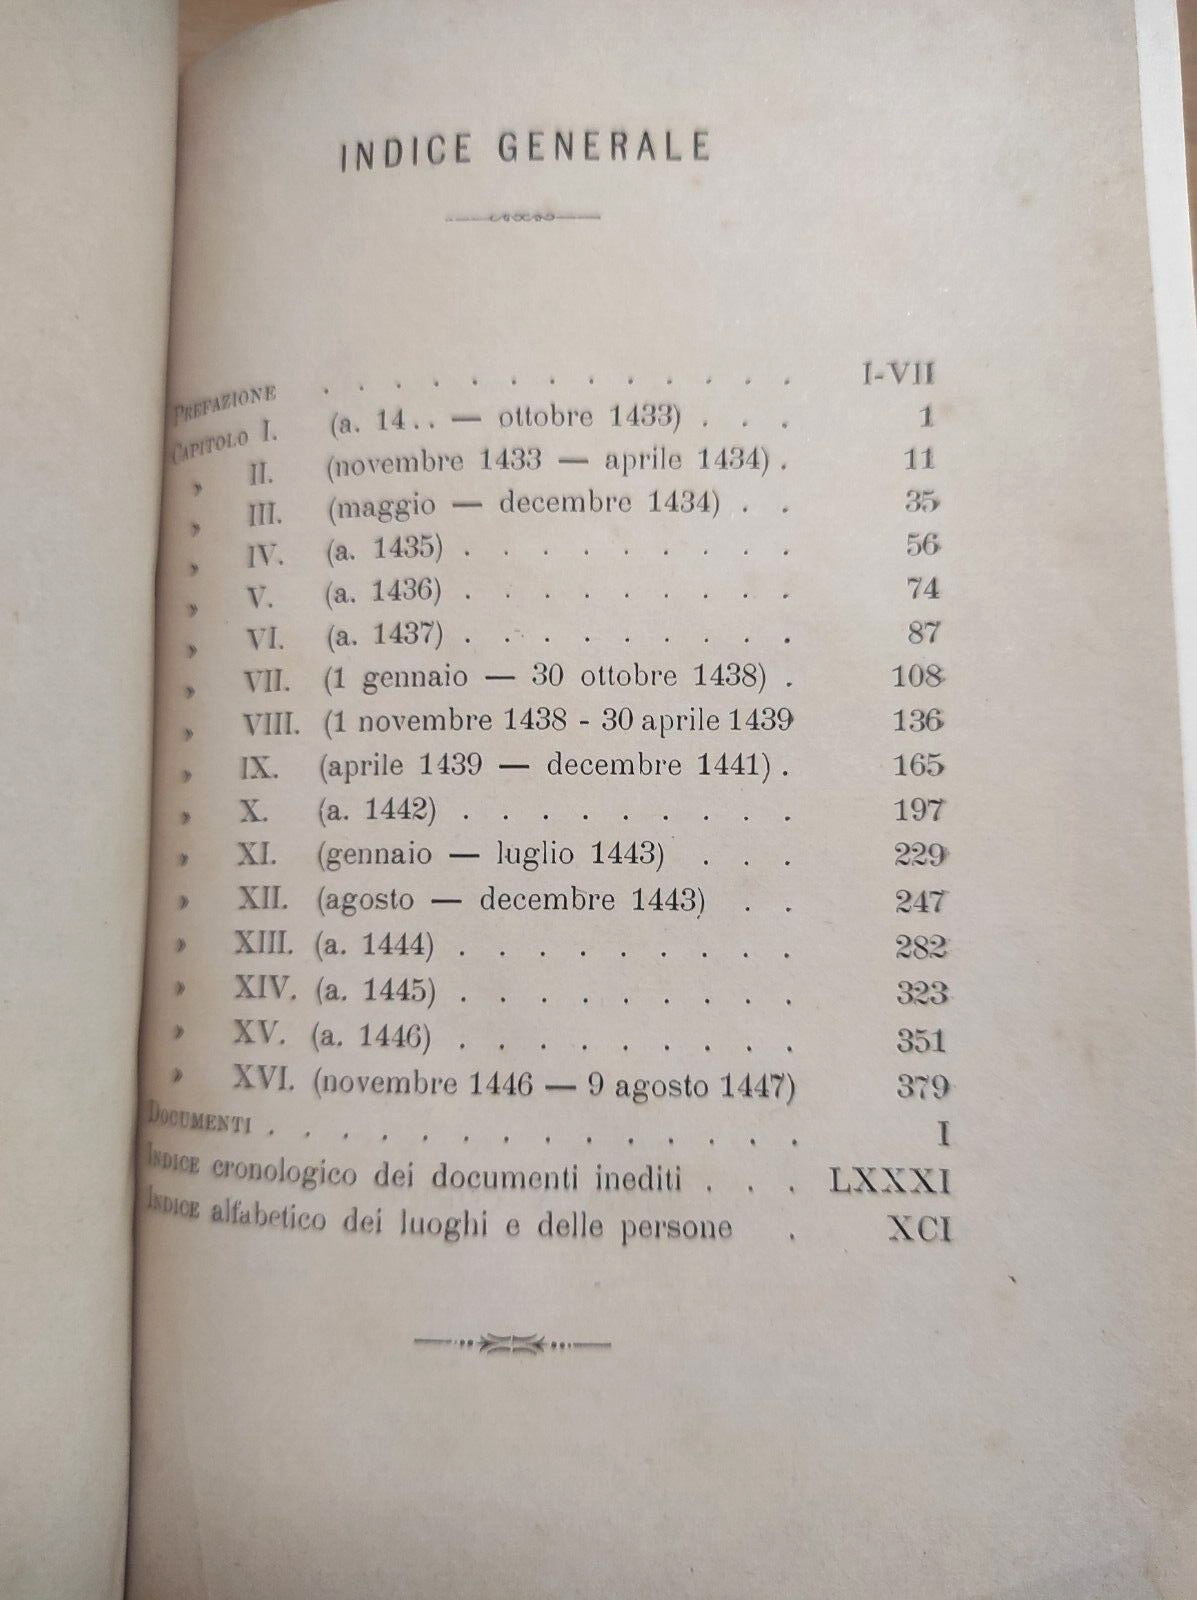 INDICE GENERALE
PREFAZIONE . . . . . . . . . . . . . I-VII
CAPITOLO I. (a. 14.. — ottobre 1433) . . . 1
» II. (novembre 1433 — aprile 1434) . 11
» III. (maggio — decembre 1434) . . 35
» IV. (a. 1435) . . . . . . . . . 56
» V. (a. 1436) . . . . . . . . . 74
» VI. (a. 1437) . . . . . . . . . 87
» VII. (1 gennaio — 30 ottobre 1438) . 108
» VIII. (1 novembre 1438 - 30 aprile 1439 136
» IX. (aprile 1439 — decembre 1441) . 165
» X. (a. 1442) . . . . . . . . . 197
» XI. (gennaio — luglio 1443) . . . 229
» XII. (agosto — decembre 1443) . . 247
» XIII. (a. 1444) . . . . . . . . . 282
» XIV. (a. 1445) . . . . . . . . . 323
» XV. (a. 1446) . . . . . . . . . 351
» XVI. (novembre 1446 — 9 agosto 1447) 379
DOCUMENTI . . . . . . . . . . . . . . I
INDICE cronologico dei documenti inediti . . . LXXXI
INDICE alfabetico dei luoghi e delle persone . XCI